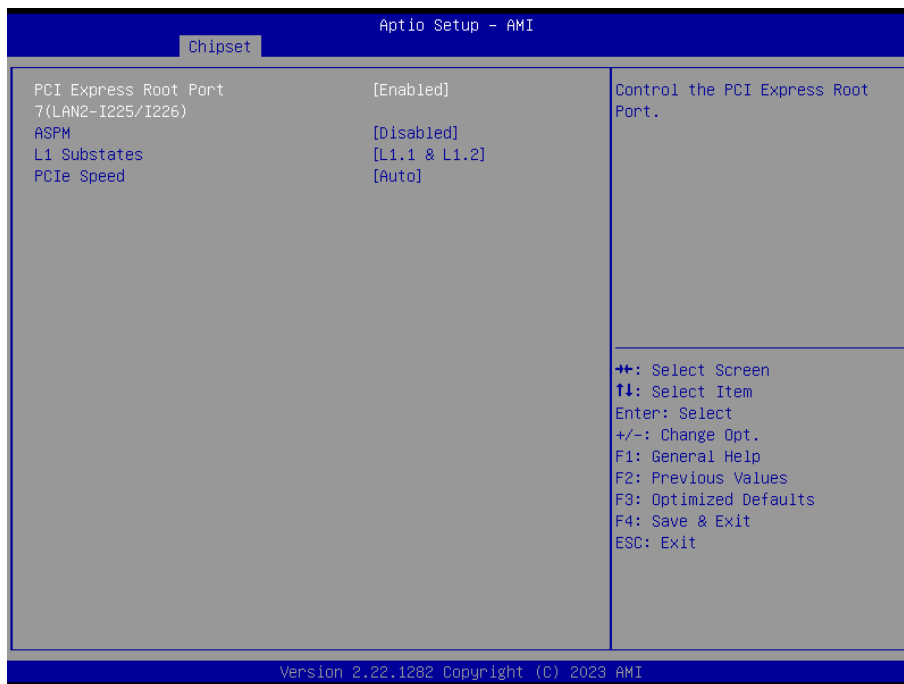 Aptio Setup – AMI
Chipset
PCI Express Root Port [Enabled]
7(LAN2-I225/I226)
ASPM [Disabled]
L1 Substates [L1.1 & L1.2]
PCIe Speed [Auto]
Control the PCI Express Root
Port.
→←: Select Screen
↑↓: Select Item
Enter: Select
+/-: Change Opt.
F1: General Help
F2: Previous Values
F3: Optimized Defaults
F4: Save & Exit
ESC: Exit
Version 2.22.1282 Copyright (C) 2023 AMI